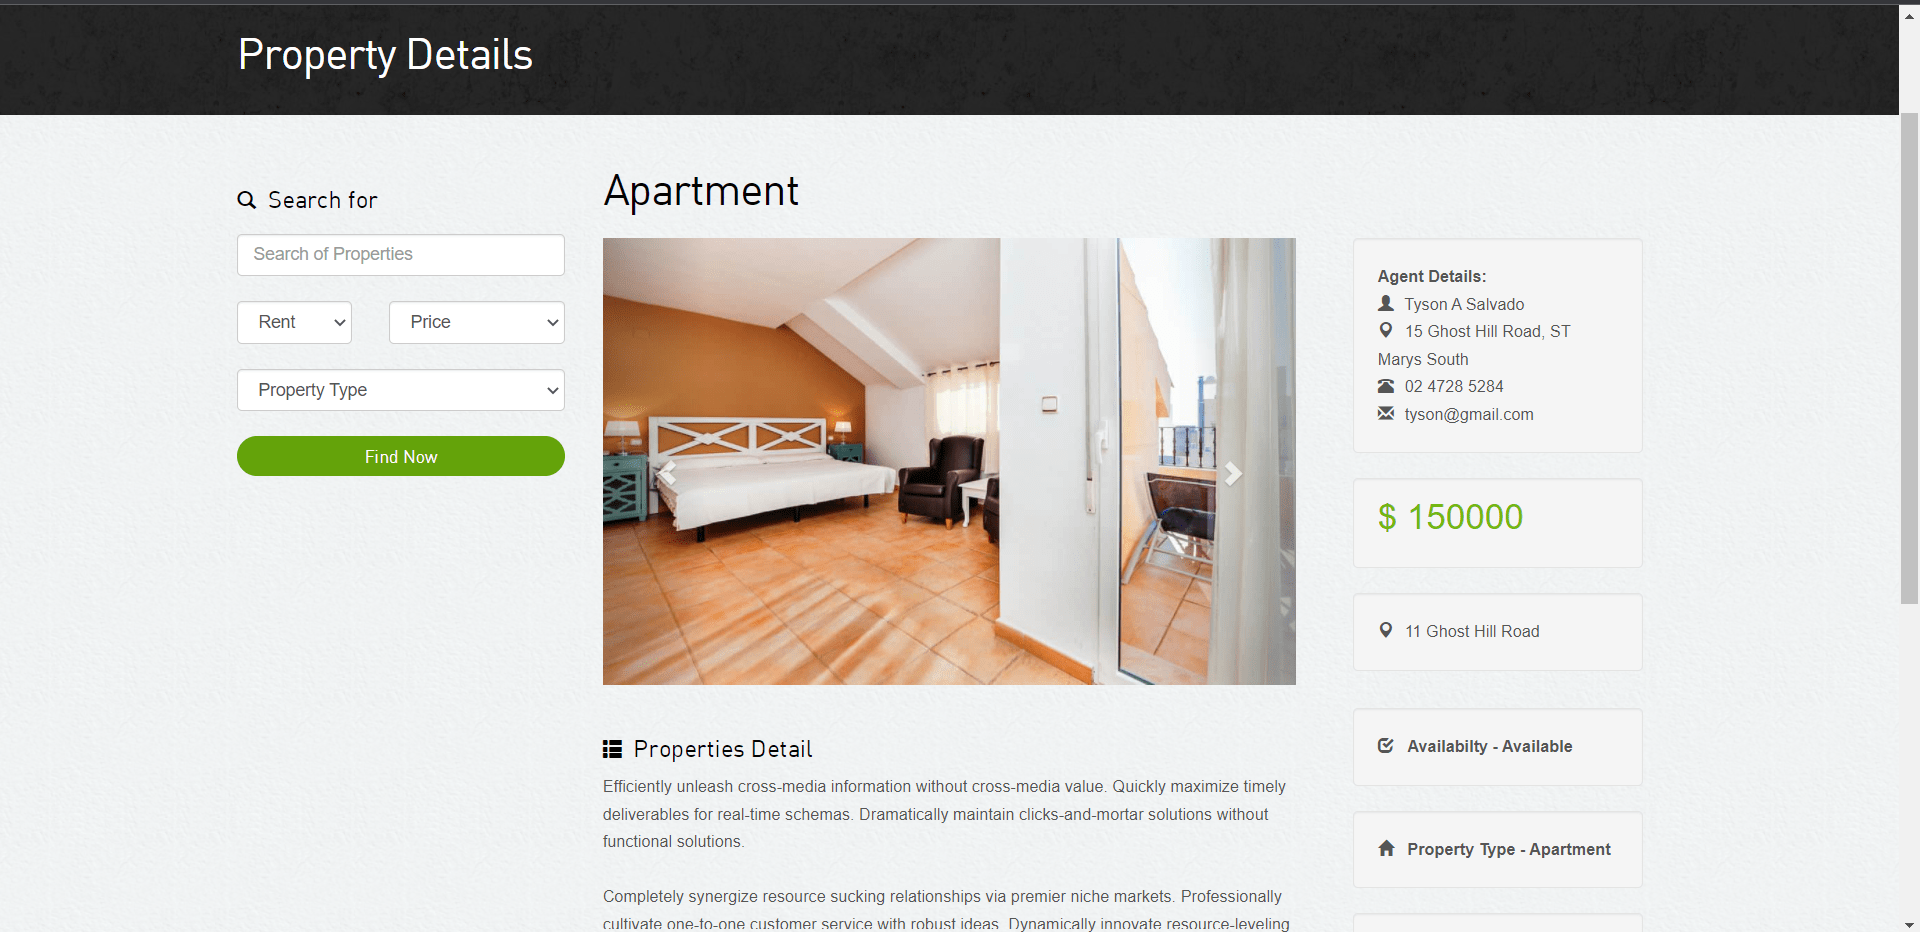 Property Details
Search for
Search of Properties
Rent
Price
Property Type
Find Now
Apartment
Properties Detail
Efficiently unleash cross-media information without cross-media value. Quickly maximize timely
deliverables for real-time schemas. Dramatically maintain clicks-and-mortar solutions without
functional solutions.
Completely synergize resource sucking relationships via premier niche markets. Professionally
cultivate one-to-one customer service with robust ideas. Dynamically innovate resource-leveling
Agent Details:
Tyson A Salvado
15 Ghost Hill Road, ST
Marys South
02 4728 5284
tyson@gmail.com
$ 150000
11 Ghost Hill Road
Availabilty - Available
Property Type - Apartment